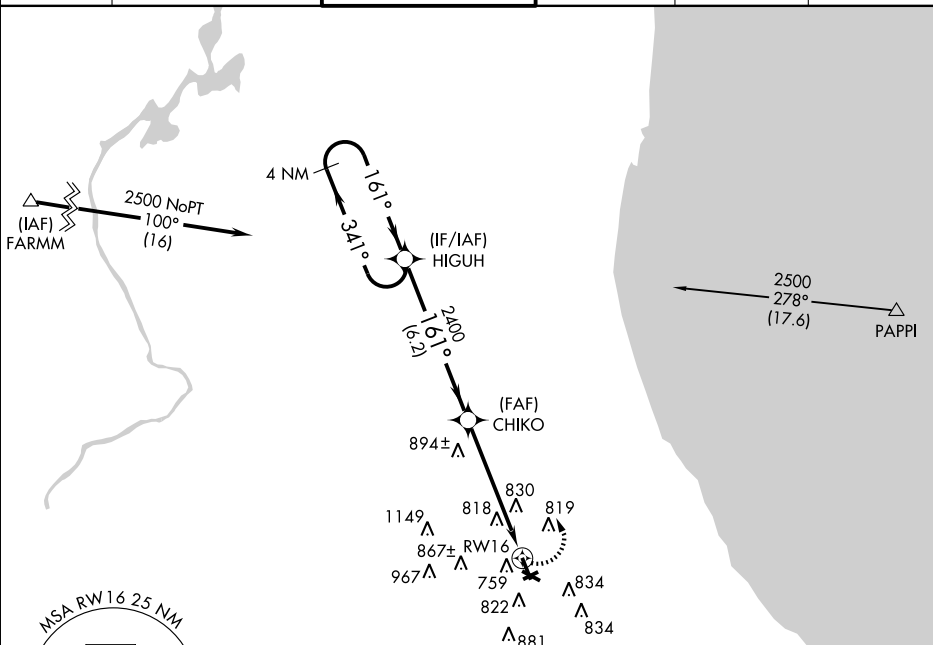 4 NM
161°
341°
2500 NoPT
100°
(16)
(IAF)
FARMM
(IF/IAF)
HIGUH
2400
161°
(6.2)
2500
278°
(17.6)
PAPPI
(FAF)
CHIKO
894±
830
818
819
1149
867±
RW16
967
759
834
822
834
881
MSA RW16 25 NM